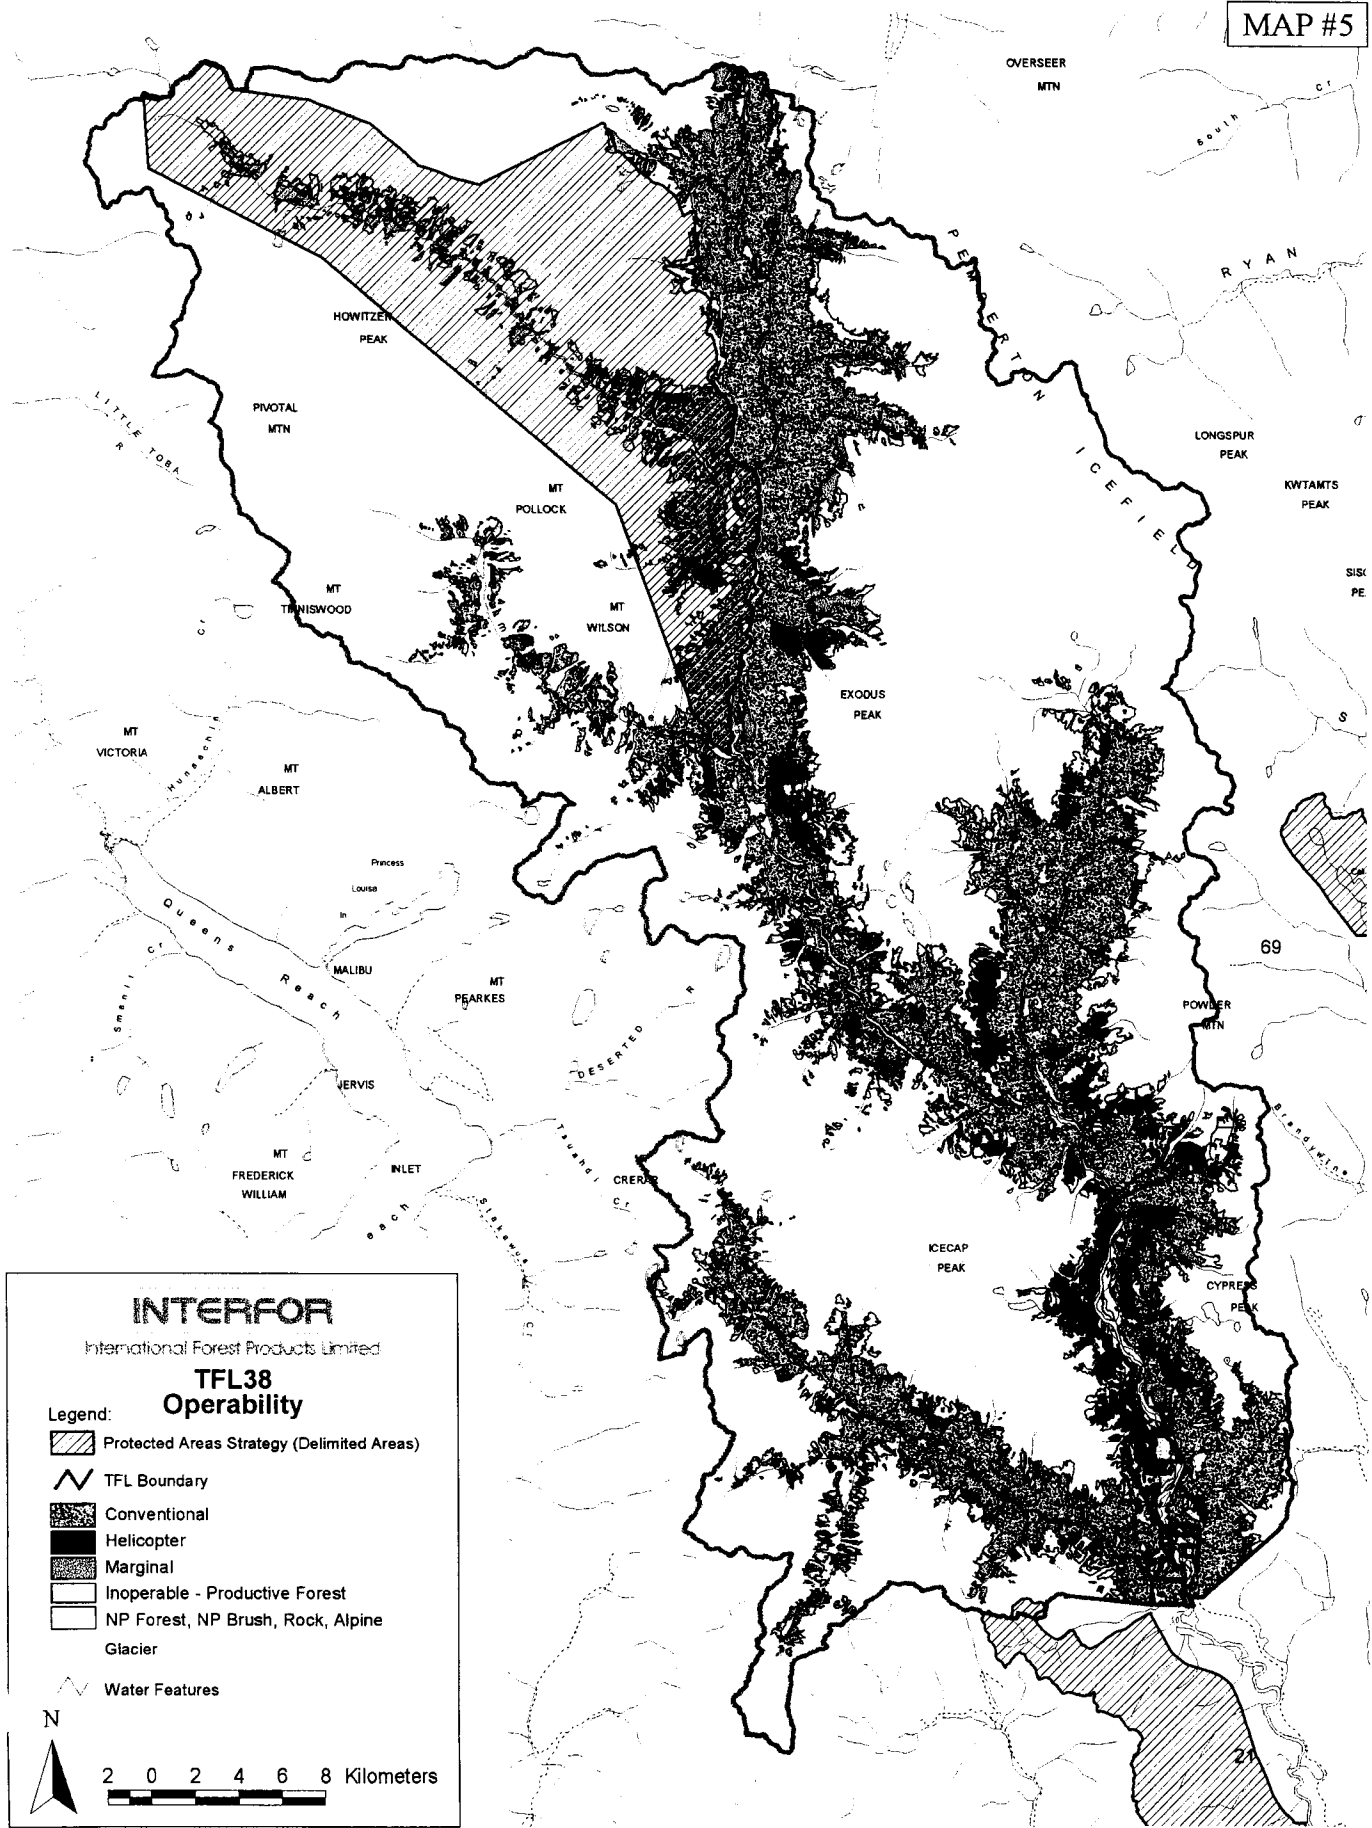 MAP #5
OVERSEER
MTN
South
Cr
RYAN
PEMBERTON
ICEFIELD
HOWITZER
PEAK
PIVOTAL
MTN
LITTLE TOBA
R
LONGSPUR
PEAK
KWTAMTS
PEAK
MT
POLLOCK
MT
WILSON
EXODUS
PEAK
MT
VICTORIA
MT
ALBERT
Cr
Princess
Louisa
In
Queens
Reach
MALIBU
MT
PEARKES
Cr
DESERTED
R
69
POWDER
MTN
JERVIS
INLET
MT
FREDERICK
WILLIAM
each
Cr
Brandywine
ICECAP
PEAK
CYPRESS
PEAK
21
INTERFOR
International Forest Products Limited
TFL38
Operability
Legend:
Protected Areas Strategy (Delimited Areas)
TFL Boundary
Conventional
Helicopter
Marginal
Inoperable - Productive Forest
NP Forest, NP Brush, Rock, Alpine
Glacier
Water Features
N
2 0 2 4 6 8 Kilometers